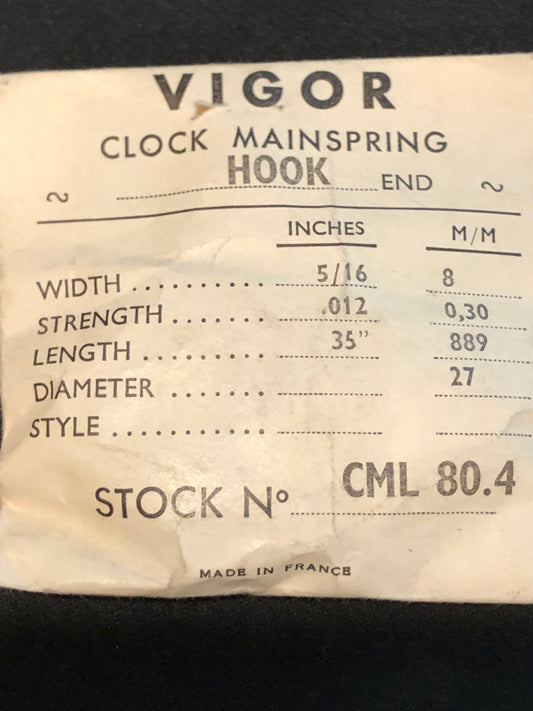 VIGOR
CLOCK MAINSPRING
HOOK END
INCHES M/M
WIDTH .......... 5/16 8
STRENGTH ....... .012 0,30
LENGTH .......... 35" 889
DIAMETER ....... 27
STYLE ...........
STOCK Nº CML 80.4
MADE IN FRANCE